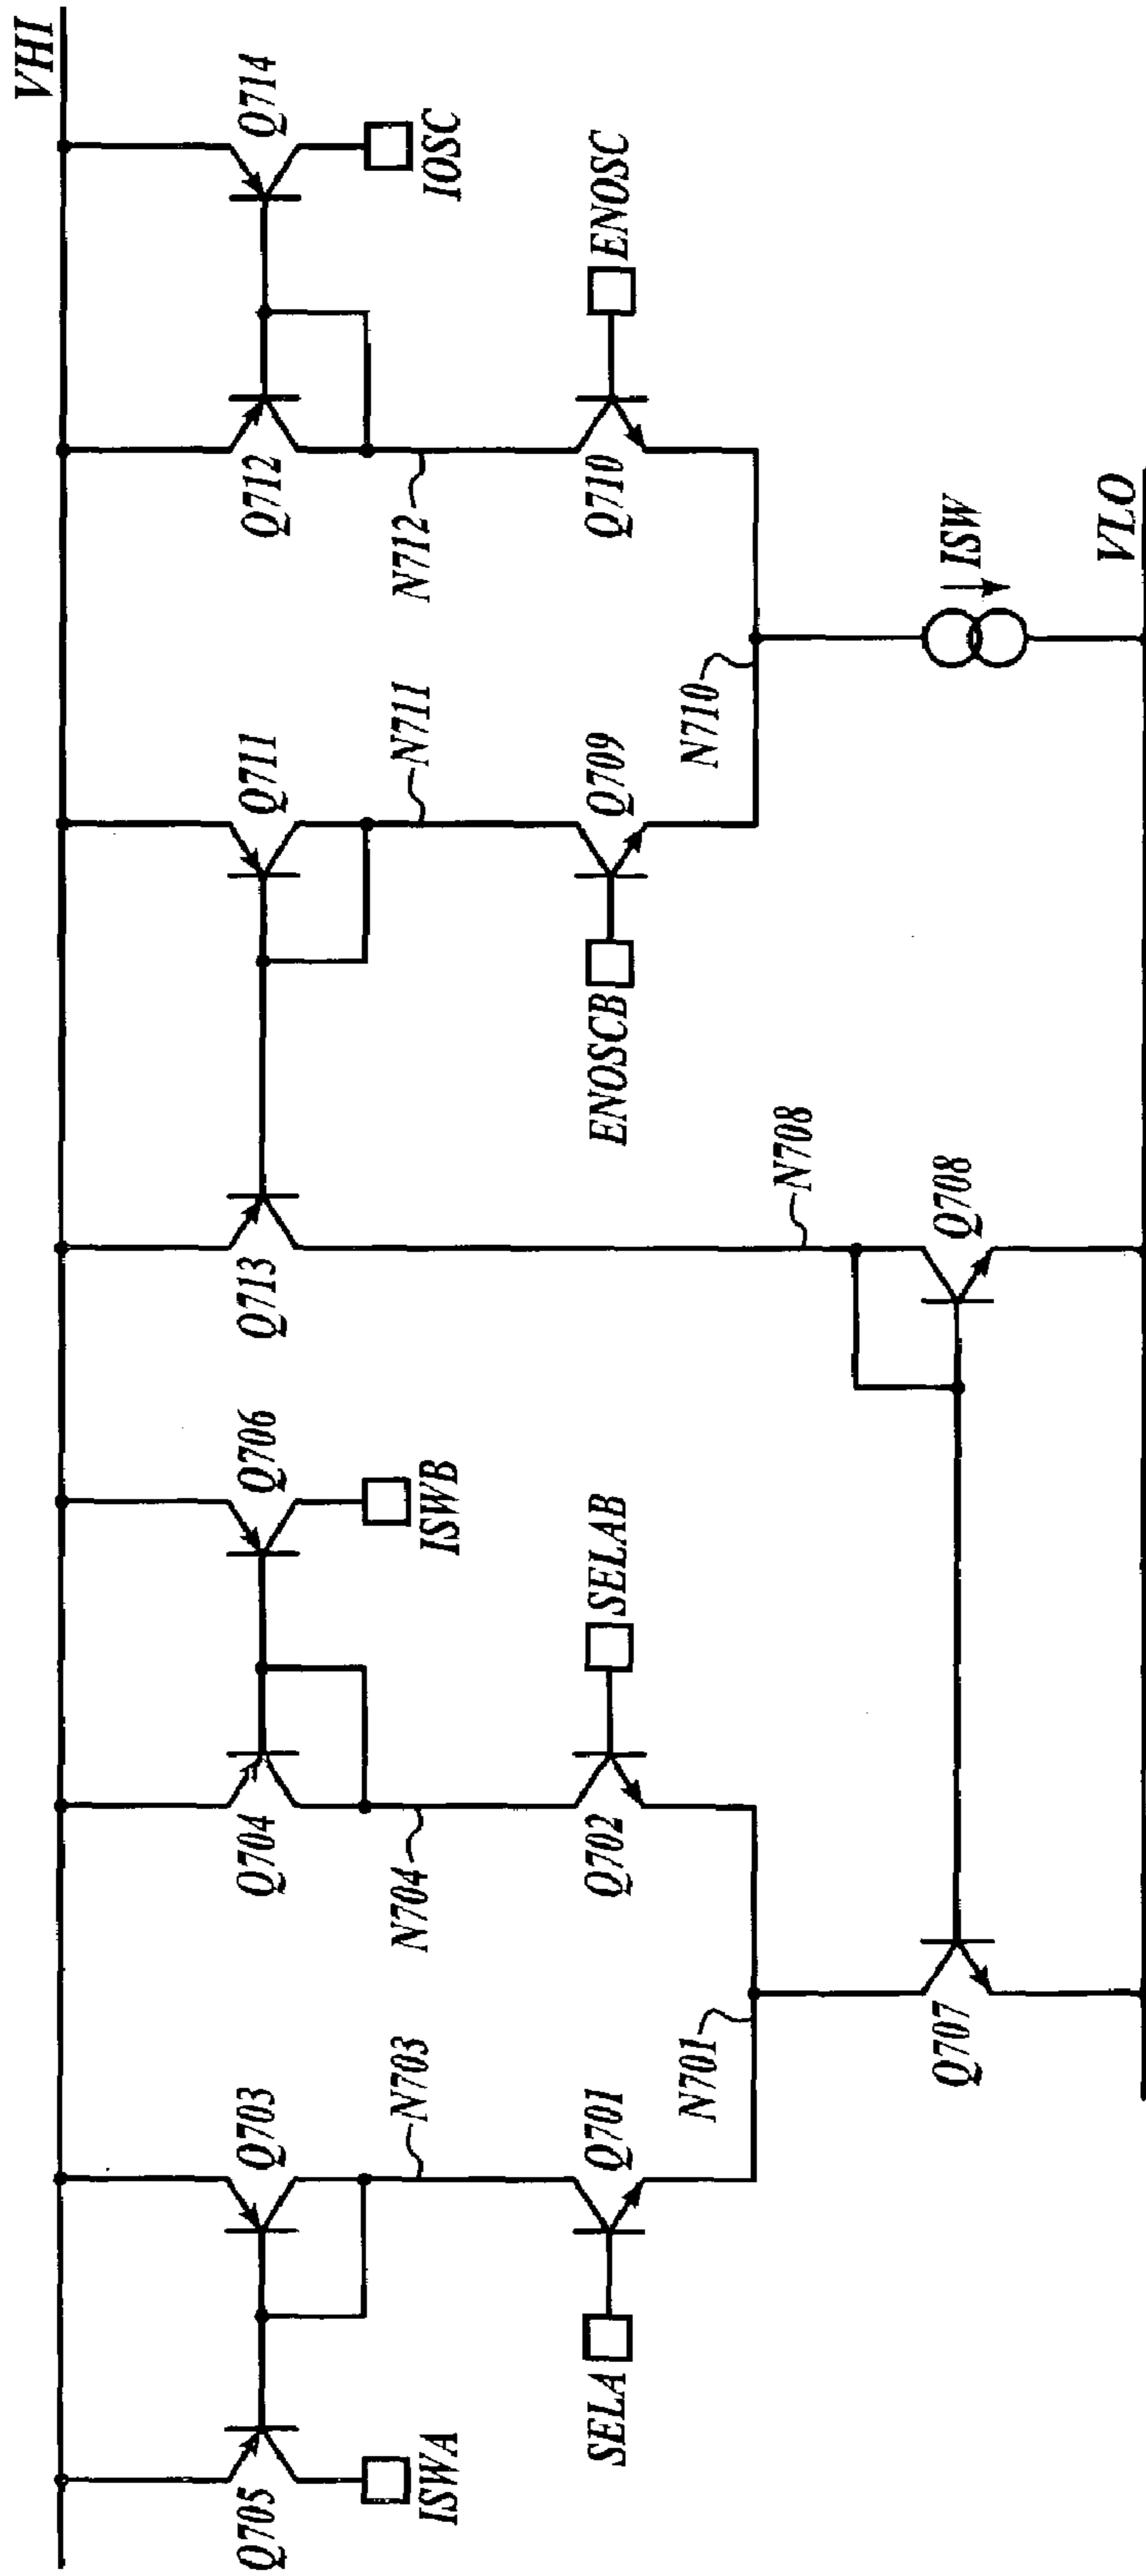 VHI
Q705
Q703
Q704
Q706
Q713
Q711
Q712
Q714
ISWA
N703
N704
ISWB
N711
N712
IOSC
SELA
Q701
Q702
SELAB
ENOSCB
Q709
Q710
ENOSC
N701
N708
N710
Q707
Q708
ISW
VLO